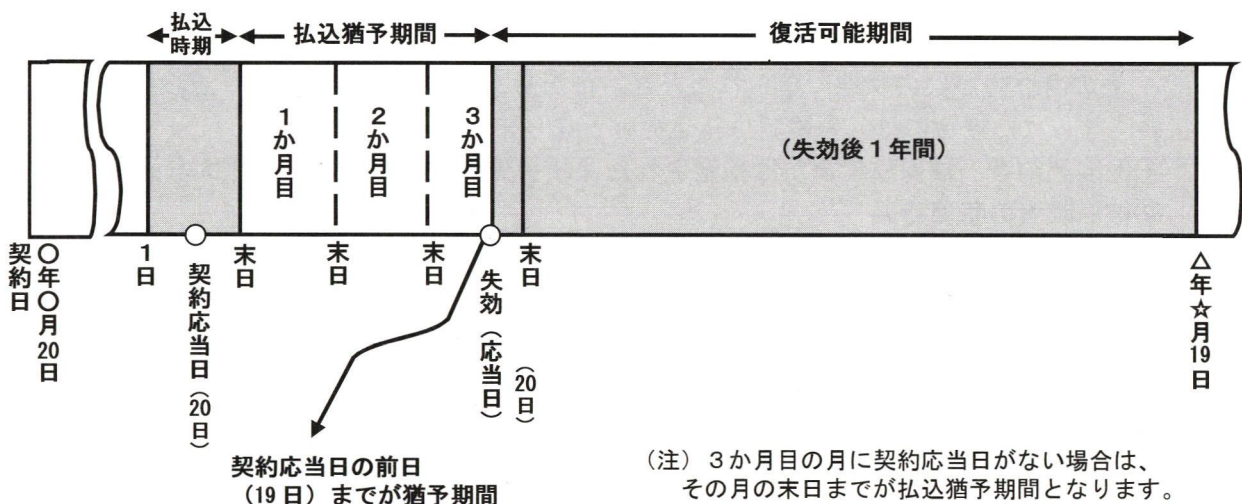 払込
時期
払込猶予期間
復活可能期間
1か月目
2か月目
3か月目
(失効後1年間)
契約日
〇年〇月20日
1日
契約応当日(20日)
末日
末日
末日
失効(応当日)
(20日)
末日
△年☆月19日
契約応当日の前日
(19日)までが猶予期間
(注) 3か月目の月に契約応当日がない場合は、
その月の末日までが払込猶予期間となります。